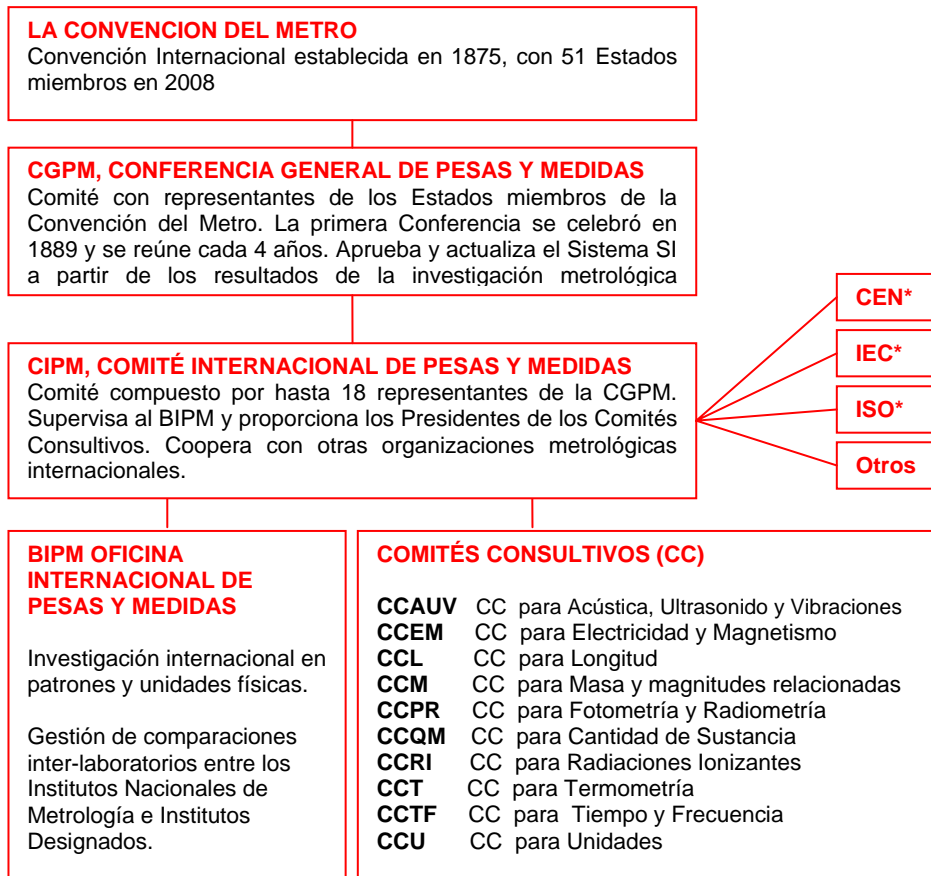 LA CONVENCION DEL METRO
Convención Internacional establecida en 1875, con 51 Estados
miembros en 2008
CGPM, CONFERENCIA GENERAL DE PESAS Y MEDIDAS
Comité con representantes de los Estados miembros de la
Convención del Metro. La primera Conferencia se celebró en
1889 y se reúne cada 4 años. Aprueba y actualiza el Sistema SI
a partir de los resultados de la investigación metrológica
CEN*
IEC*
ISO*
Otros
CIPM, COMITÉ INTERNACIONAL DE PESAS Y MEDIDAS
Comité compuesto por hasta 18 representantes de la CGPM.
Supervisa al BIPM y proporciona los Presidentes de los Comités
Consultivos. Coopera con otras organizaciones metrológicas
internacionales.
BIPM OFICINA
INTERNACIONAL DE
PESAS Y MEDIDAS
Investigación internacional en
patrones y unidades físicas.
Gestión de comparaciones
inter-laboratorios entre los
Institutos Nacionales de
Metrología e Institutos
Designados.
COMITÉS CONSULTIVOS (CC)
CCAUV CC para Acústica, Ultrasonido y Vibraciones
CCEM CC para Electricidad y Magnetismo
CCL CC para Longitud
CCM CC para Masa y magnitudes relacionadas
CCPR CC para Fotometría y Radiometría
CCQM CC para Cantidad de Sustancia
CCRI CC para Radiaciones Ionizantes
CCT CC para Termometría
CCTF CC para Tiempo y Frecuencia
CCU CC para Unidades